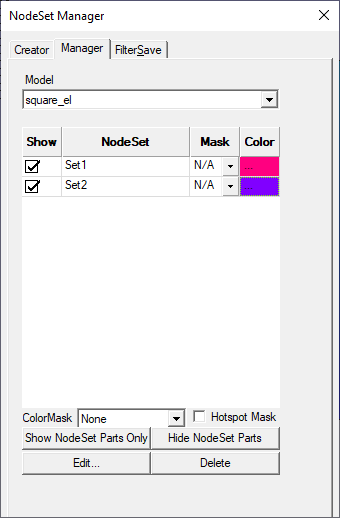 NodeSet Manager
Creator Manager FilterSave
Model
square_el
Show NodeSet Mask Color
Set1 N/A ...
Set2 N/A ...
ColorMask None Hotspot Mask
Show NodeSet Parts Only Hide NodeSet Parts
Edit... Delete